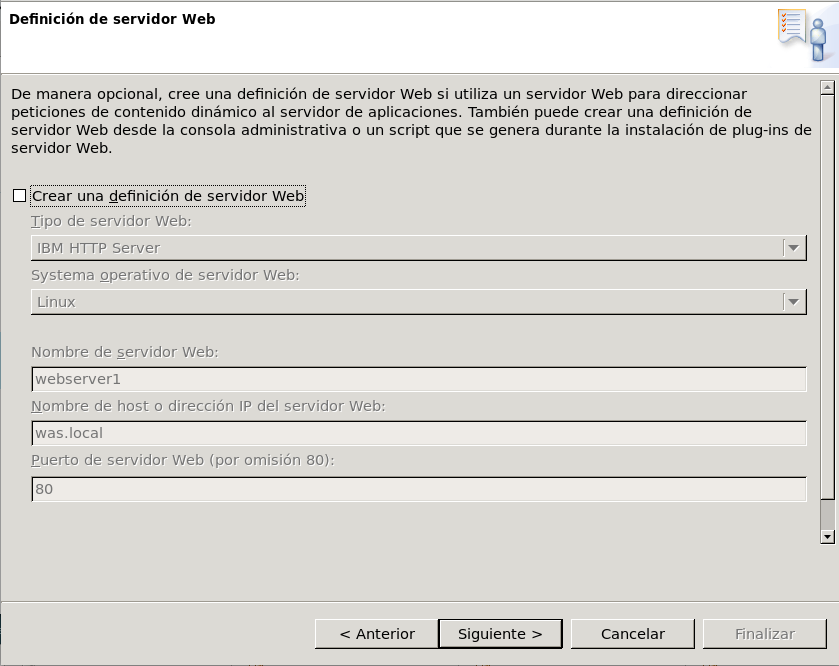 Definición de servidor Web
De manera opcional, cree una definición de servidor Web si utiliza un servidor Web para direccionar
peticiones de contenido dinámico al servidor de aplicaciones. También puede crear una definición de
servidor Web desde la consola administrativa o un script que se genera durante la instalación de plug-ins de
servidor Web.
Crear una definición de servidor Web
Tipo de servidor Web:
IBM HTTP Server
Systema operativo de servidor Web:
Linux
Nombre de servidor Web:
webserver1
Nombre de host o dirección IP del servidor Web:
was.local
Puerto de servidor Web (por omisión 80):
80
< Anterior Siguiente > Cancelar Finalizar